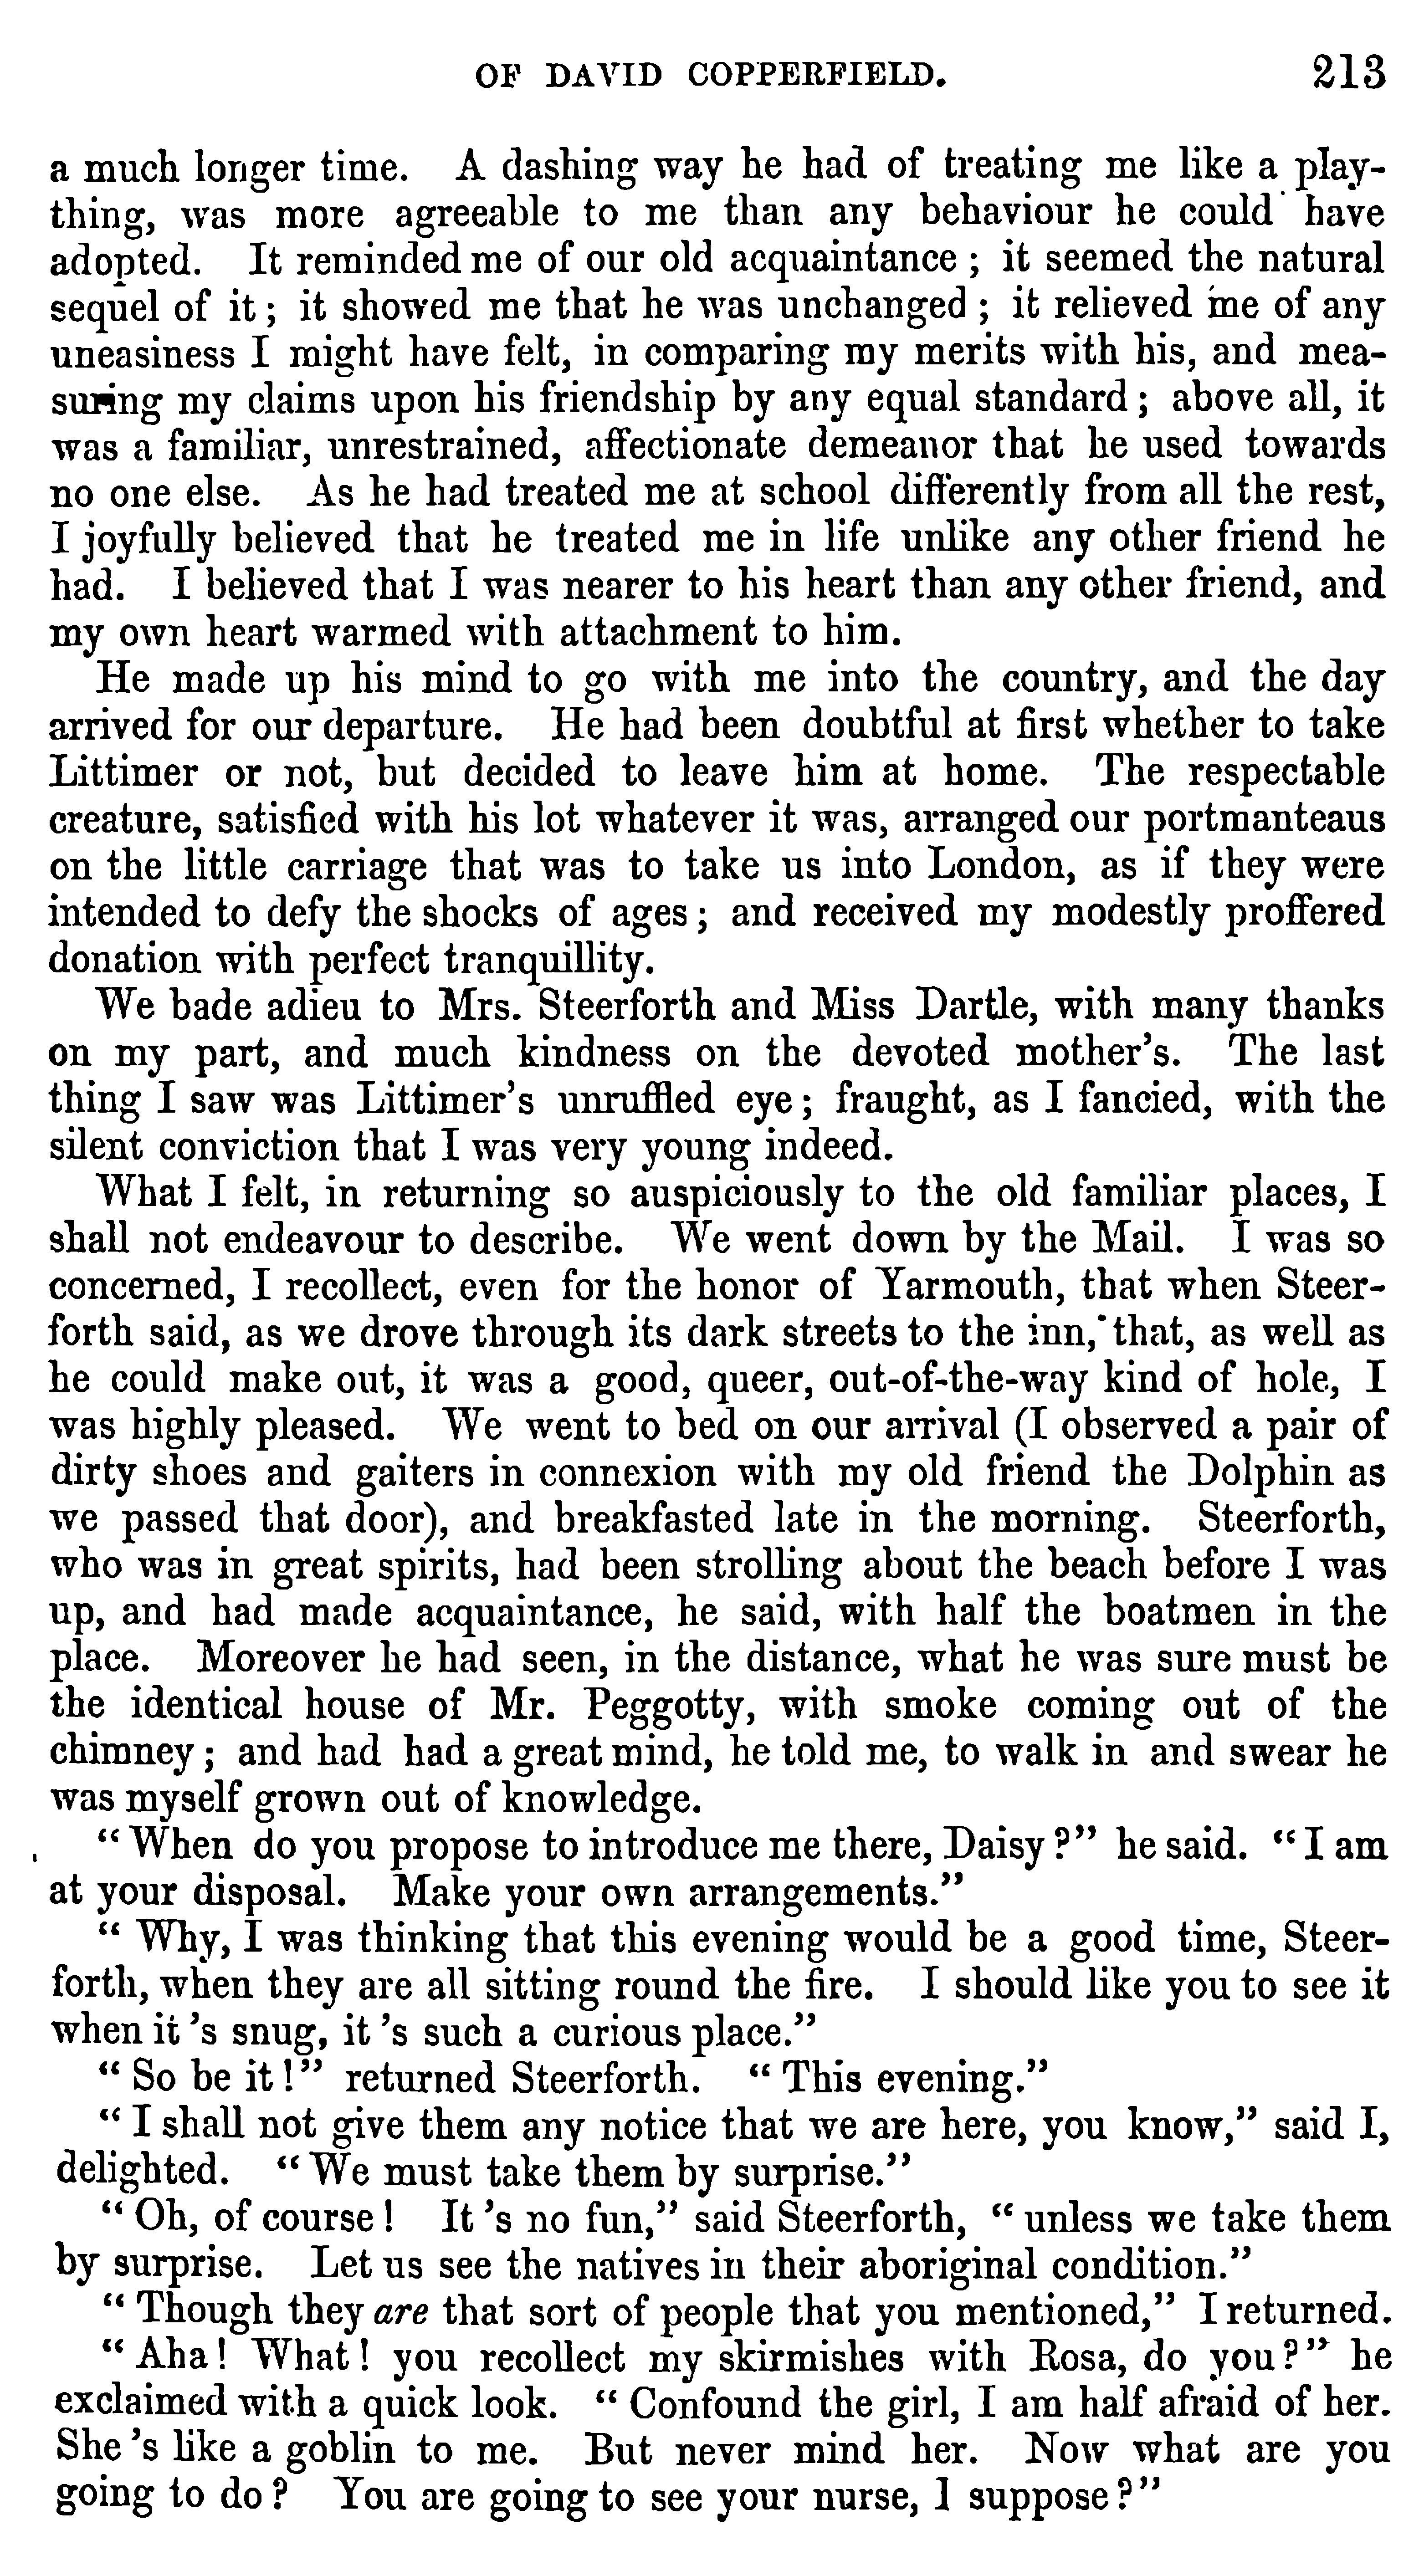 OF DAVID COPPERFIELD. 213
a much longer time. A dashing way he had of treating me like a play-
thing, was more agreeable to me than any behaviour he could have
adopted. It reminded me of our old acquaintance ; it seemed the natural
sequel of it ; it showed me that he was unchanged ; it relieved me of any
uneasiness I might have felt, in comparing my merits with his, and mea-
suring my claims upon his friendship by any equal standard ; above all, it
was a familiar, unrestrained, affectionate demeanor that he used towards
no one else. As he had treated me at school differently from all the rest,
I joyfully believed that he treated me in life unlike any other friend he
had. I believed that I was nearer to his heart than any other friend, and
my own heart warmed with attachment to him.
He made up his mind to go with me into the country, and the day
arrived for our departure. He had been doubtful at first whether to take
Littimer or not, but decided to leave him at home. The respectable
creature, satisfied with his lot whatever it was, arranged our portmanteaus
on the little carriage that was to take us into London, as if they were
intended to defy the shocks of ages ; and received my modestly proffered
donation with perfect tranquillity.
We bade adieu to Mrs. Steerforth and Miss Dartle, with many thanks
on my part, and much kindness on the devoted mother's. The last
thing I saw was Littimer's unruffled eye ; fraught, as I fancied, with the
silent conviction that I was very young indeed.
What I felt, in returning so auspiciously to the old familiar places, I
shall not endeavour to describe. We went down by the Mail. I was so
concerned, I recollect, even for the honor of Yarmouth, that when Steer-
forth said, as we drove through its dark streets to the inn, that, as well as
he could make out, it was a good, queer, out-of-the-way kind of hole, I
was highly pleased. We went to bed on our arrival (I observed a pair of
dirty shoes and gaiters in connexion with my old friend the Dolphin as
we passed that door), and breakfasted late in the morning. Steerforth,
who was in great spirits, had been strolling about the beach before I was
up, and had made acquaintance, he said, with half the boatmen in the
place. Moreover he had seen, in the distance, what he was sure must be
the identical house of Mr. Peggotty, with smoke coming out of the
chimney ; and had had a great mind, he told me, to walk in and swear he
was myself grown out of knowledge.
“ When do you propose to introduce me there, Daisy ?” he said. “ I am
at your disposal. Make your own arrangements.”
“ Why, I was thinking that this evening would be a good time, Steer-
forth, when they are all sitting round the fire. I should like you to see it
when it 's snug, it 's such a curious place.”
“ So be it !” returned Steerforth. “ This evening.”
“ I shall not give them any notice that we are here, you know,” said I,
delighted. “ We must take them by surprise.”
“ Oh, of course ! It 's no fun,” said Steerforth, “ unless we take them
by surprise. Let us see the natives in their aboriginal condition.”
“ Though they are that sort of people that you mentioned,” I returned.
“ Aha ! What ! you recollect my skirmishes with Rosa, do you ?” he
exclaimed with a quick look. “ Confound the girl, I am half afraid of her.
She 's like a goblin to me. But never mind her. Now what are you
going to do ? You are going to see your nurse, I suppose ?”